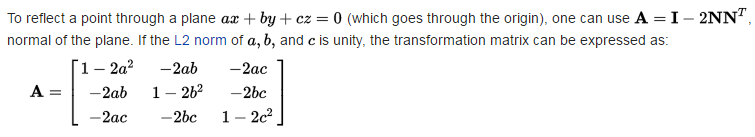 To reflect a point through a plane ax + by + cz = 0 (which goes through the origin), one can use A = I − 2NNᵀ,
normal of the plane. If the L2 norm of a, b, and c is unity, the transformation matrix can be expressed as:
A = [ 1 − 2a² −2ab −2ac
−2ab 1 − 2b² −2bc
−2ac −2bc 1 − 2c² ]